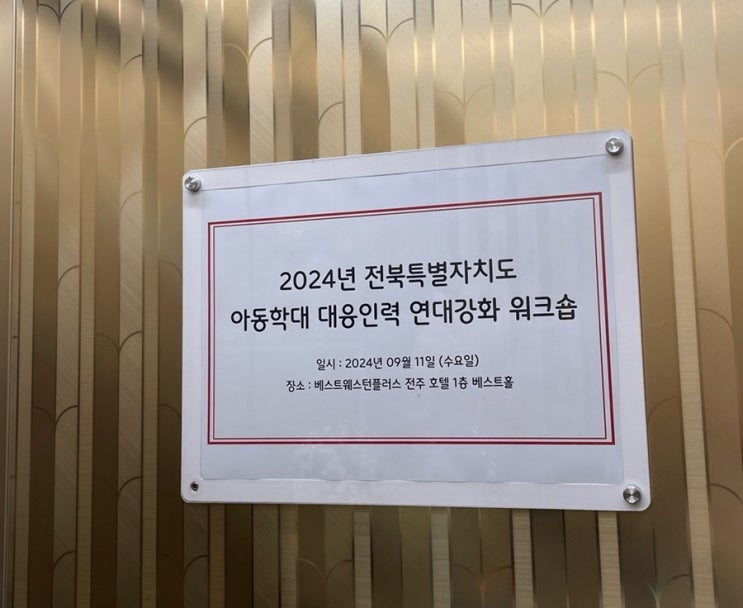 2024년 전북특별자치도
아동학대 대응인력 연대강화 워크숍
일시 : 2024년 09월 11일 (수요일)
장소 : 베스트웨스턴플러스 전주 호텔 1층 베스트홀